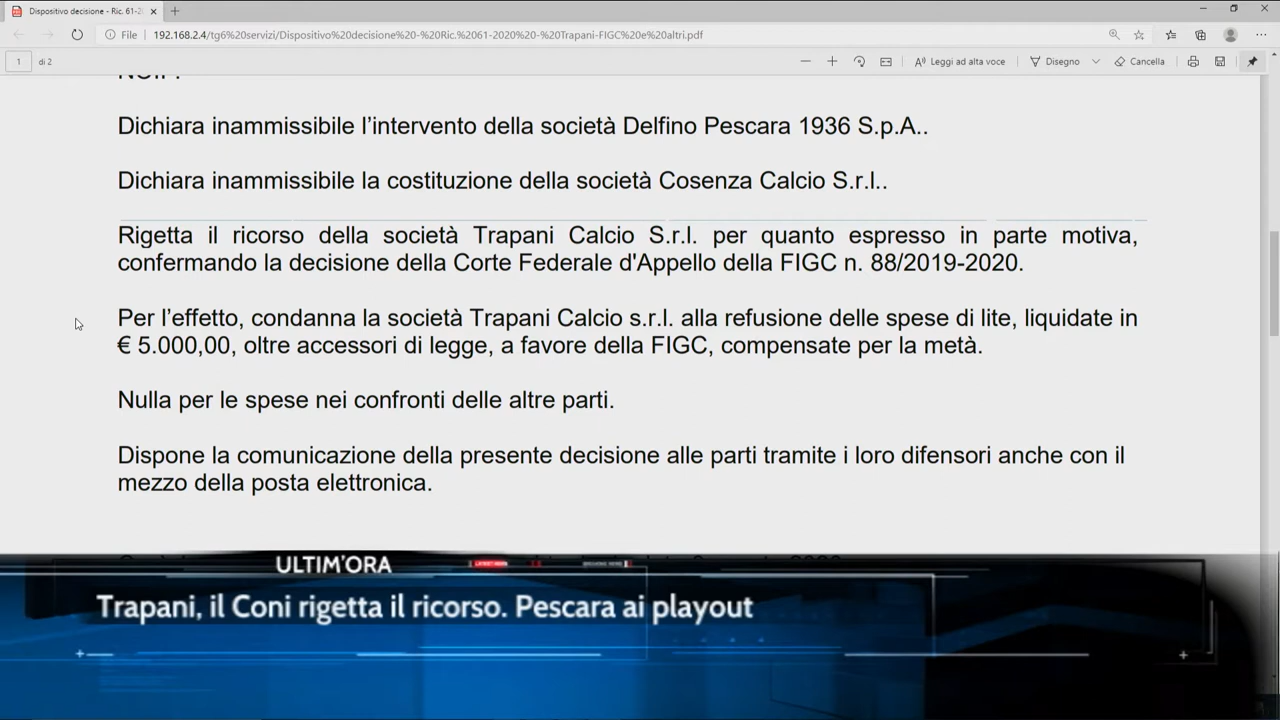 Dispositivo decisione - Ric. 61-2
File 192.168.2.4/tg6%20servizi/Dispositivo%20decisione%20-%20Ric.%2061-2020%20-%20Trapani-FIGC%20e%20altri.pdf
1 di 2 Leggi ad alta voce Disegno Cancella
Dichiara inammissibile l’intervento della società Delfino Pescara 1936 S.p.A..
Dichiara inammissibile la costituzione della società Cosenza Calcio S.r.l..
Rigetta il ricorso della società Trapani Calcio S.r.l. per quanto espresso in parte motiva,
confermando la decisione della Corte Federale d'Appello della FIGC n. 88/2019-2020.
Per l’effetto, condanna la società Trapani Calcio s.r.l. alla refusione delle spese di lite, liquidate in
€ 5.000,00, oltre accessori di legge, a favore della FIGC, compensate per la metà.
Nulla per le spese nei confronti delle altre parti.
Dispone la comunicazione della presente decisione alle parti tramite i loro difensori anche con il
mezzo della posta elettronica.
ULTIM'ORA
Trapani, il Coni rigetta il ricorso. Pescara ai playout